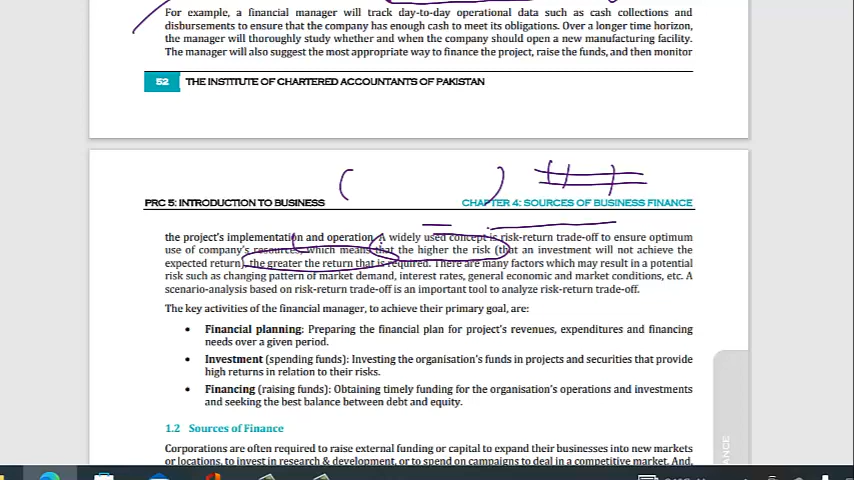 For example, a financial manager will track day-to-day operational data such as cash collections and
disbursements to ensure that the company has enough cash to meet its obligations. Over a longer time horizon,
the manager will thoroughly study whether and when the company should open a new manufacturing facility.
The manager will also suggest the most appropriate way to finance the project, raise the funds, and then monitor
52 THE INSTITUTE OF CHARTERED ACCOUNTANTS OF PAKISTAN
PRC 5: INTRODUCTION TO BUSINESS CHAPTER 4: SOURCES OF BUSINESS FINANCE
the project's implementation and operation. A widely used concept is risk-return trade-off to ensure optimum
use of company's resources, which means that the higher the risk (that an investment will not achieve the
expected return), the greater the return that is required. There are many factors which may result in a potential
risk such as changing pattern of market demand, interest rates, general economic and market conditions, etc. A
scenario-analysis based on risk-return trade-off is an important tool to analyze risk-return trade-off.
The key activities of the financial manager, to achieve their primary goal, are:
• Financial planning: Preparing the financial plan for project's revenues, expenditures and financing
needs over a given period.
• Investment (spending funds): Investing the organisation's funds in projects and securities that provide
high returns in relation to their risks.
• Financing (raising funds): Obtaining timely funding for the organisation's operations and investments
and seeking the best balance between debt and equity.
1.2 Sources of Finance
Corporations are often required to raise external funding or capital to expand their businesses into new markets
or locations, to invest in research & development, or to spend on campaigns to deal in a competitive market. And,